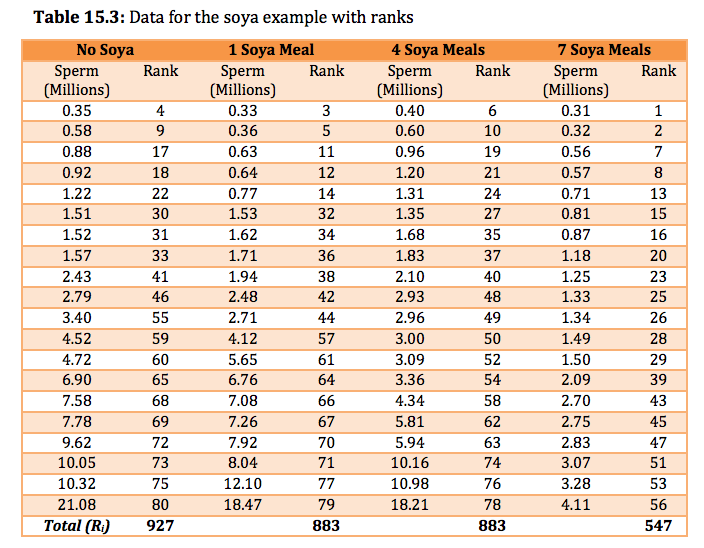 Table 15.3: Data for the soya example with ranks
No Soya 1 Soya Meal 4 Soya Meals 7 Soya Meals
Sperm Rank Sperm Rank Sperm Rank Sperm Rank
(Millions) (Millions) (Millions) (Millions)
0.35 4 0.33 3 0.40 6 0.31 1
0.58 9 0.36 5 0.60 10 0.32 2
0.88 17 0.63 11 0.96 19 0.56 7
0.92 18 0.64 12 1.20 21 0.57 8
1.22 22 0.77 14 1.31 24 0.71 13
1.51 30 1.53 32 1.35 27 0.81 15
1.52 31 1.62 34 1.68 35 0.87 16
1.57 33 1.71 36 1.83 37 1.18 20
2.43 41 1.94 38 2.10 40 1.25 23
2.79 46 2.48 42 2.93 48 1.33 25
3.40 55 2.71 44 2.96 49 1.34 26
4.52 59 4.12 57 3.00 50 1.49 28
4.72 60 5.65 61 3.09 52 1.50 29
6.90 65 6.76 64 3.36 54 2.09 39
7.58 68 7.08 66 4.34 58 2.70 43
7.78 69 7.26 67 5.81 62 2.75 45
9.62 72 7.92 70 5.94 63 2.83 47
10.05 73 8.04 71 10.16 74 3.07 51
10.32 75 12.10 77 10.98 76 3.28 53
21.08 80 18.47 79 18.21 78 4.11 56
Total (Ri) 927 883 883 547